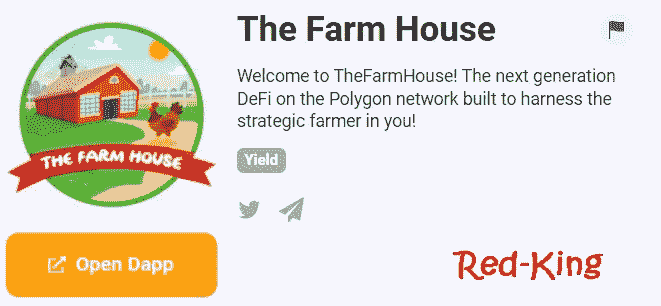 The Farm House
Welcome to TheFarmHouse! The next generation
DeFi on the Polygon network built to harness the
strategic farmer in you!
Yield
THE FARM HOUSE
Open Dapp
Red-King